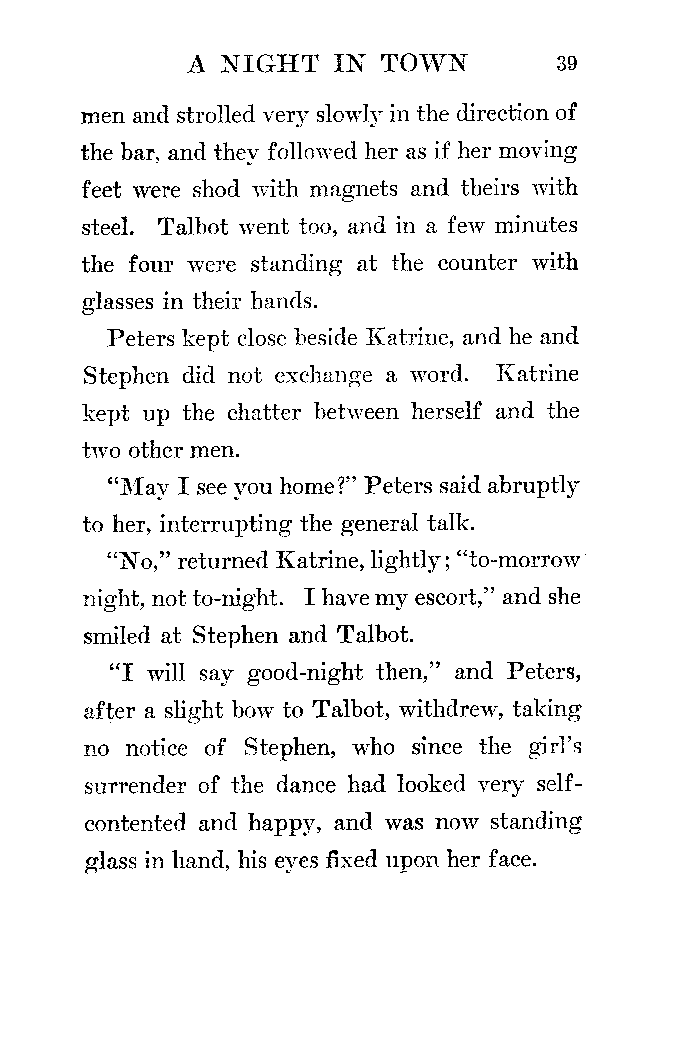 A NIGHT IN TOWN 39
men and strolled very slowly in the direction of
the bar, and they followed her as if her moving
feet were shod with magnets and theirs with
steel. Talbot went too, and in a few minutes
the four were standing at the counter with
glasses in their hands.
Peters kept close beside Katrine, and he and
Stephen did not exchange a word. Katrine
kept up the chatter between herself and the
two other men.
“May I see you home?” Peters said abruptly
to her, interrupting the general talk.
“No,” returned Katrine, lightly; “to-morrow
night, not to-night. I have my escort,” and she
smiled at Stephen and Talbot.
“I will say good-night then,” and Peters,
after a slight bow to Talbot, withdrew, taking
no notice of Stephen, who since the girl's
surrender of the dance had looked very self-
contented and happy, and was now standing
glass in hand, his eyes fixed upon her face.